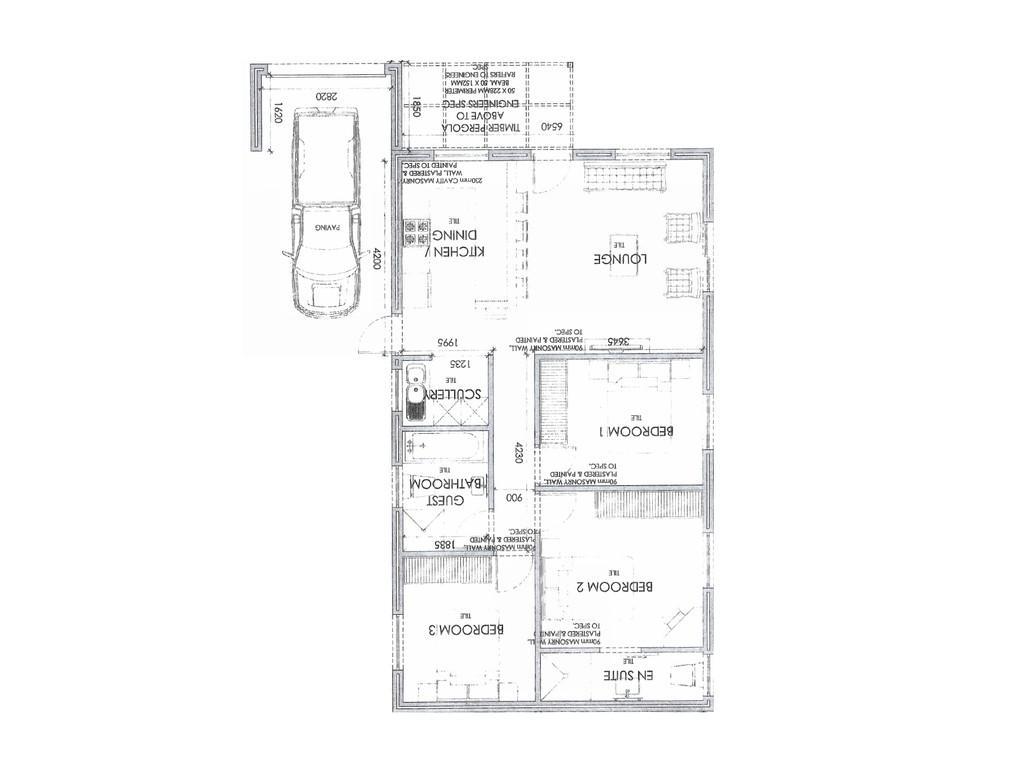 EN SUITE
TILE
BEDROOM 3
TILE
90mm MASONRY WALL,
PLASTERED & PAINTED
TO SPEC.
BEDROOM 2
TILE
1885
90mm MASONRY WALL,
PLASTERED & PAINTED
TO SPEC.
GUEST
BATHROOM
TILE
900
4230
90mm MASONRY WALL,
PLASTERED & PAINTED
TO SPEC.
BEDROOM 1
TILE
SCULLERY
TILE
1235
1995
3645
90mm MASONRY WALL,
PLASTERED & PAINTED
TO SPEC.
LOUNGE
TILE
KITCHEN /
DINING
TILE
4200
PAVING
230mm CAVITY MASONRY
WALL, PLASTERED &
PAINTED TO SPEC.
6540
TIMBER PERGOLA
ABOVE TO
ENGINEERS SPEC
50 X 228MM PERIMETER
BEAM, 50 X 152MM
RAFTERS TO ENGINEERS
SPEC
1850
1620
2820